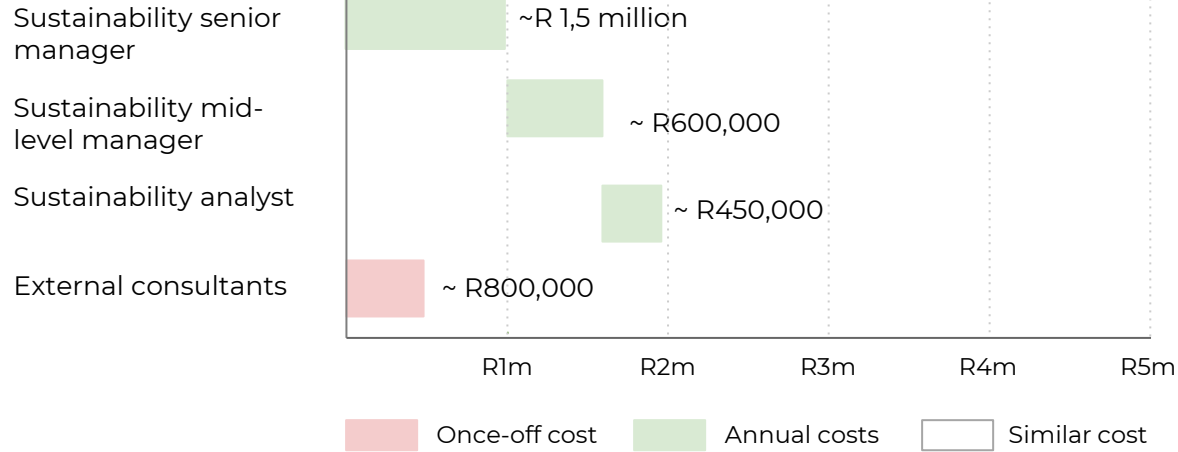 Sustainability senior
manager
~R 1,5 million
Sustainability mid-
level manager
~ R600,000
Sustainability analyst
~ R450,000
External consultants
~ R800,000
R1m R2m R3m R4m R5m
Once-off cost Annual costs Similar cost